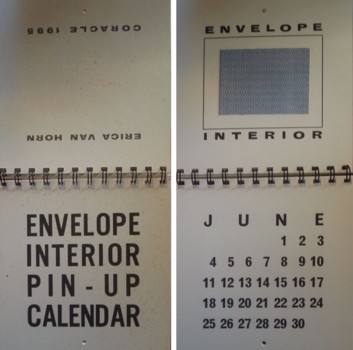 CORACLE 1995
ERICA VAN HORN
ENVELOPE
INTERIOR
PIN-UP
CALENDAR
ENVELOPE
INTERIOR
JUNE
1 2 3
4 5 6 7 8 9 10
11 12 13 14 15 16 17
18 19 20 21 22 23 24
25 26 27 28 29 30